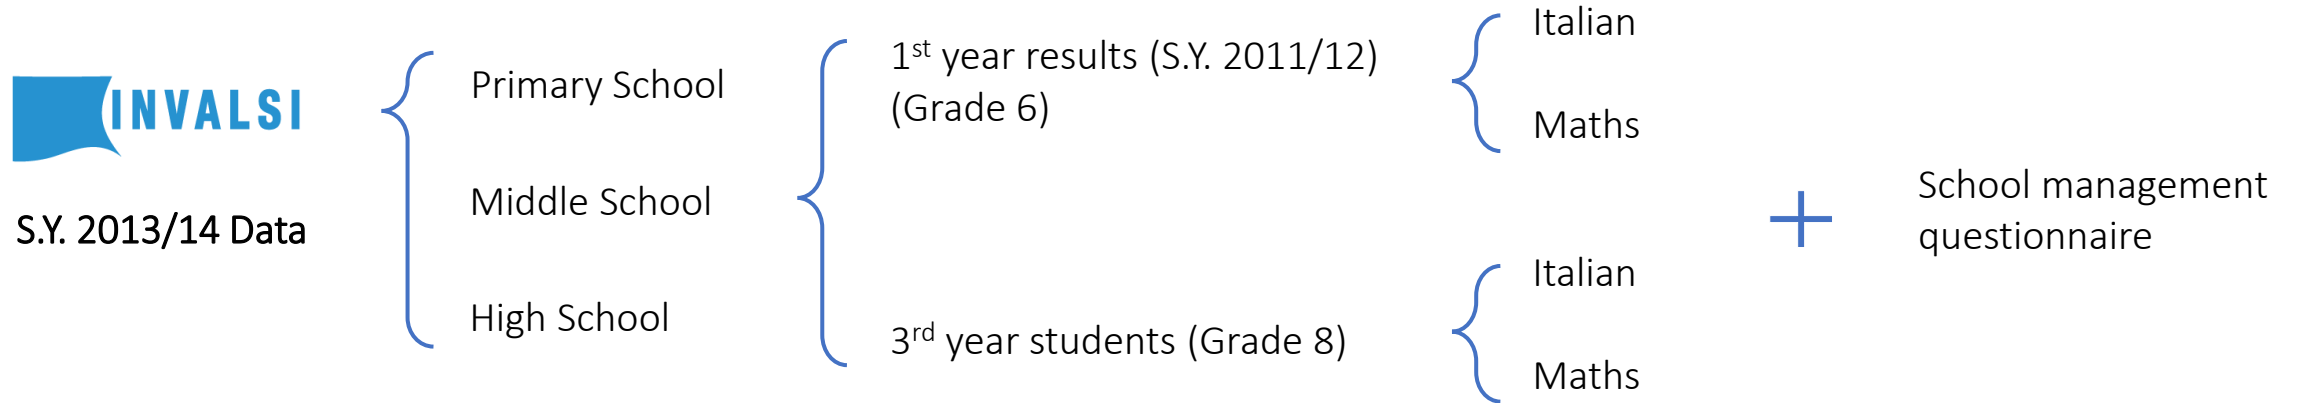 INVALSI
S.Y. 2013/14 Data
Primary School
Middle School
High School
1st year results (S.Y. 2011/12)
(Grade 6)
3rd year students (Grade 8)
Italian
Maths
Italian
Maths
+
School management
questionnaire